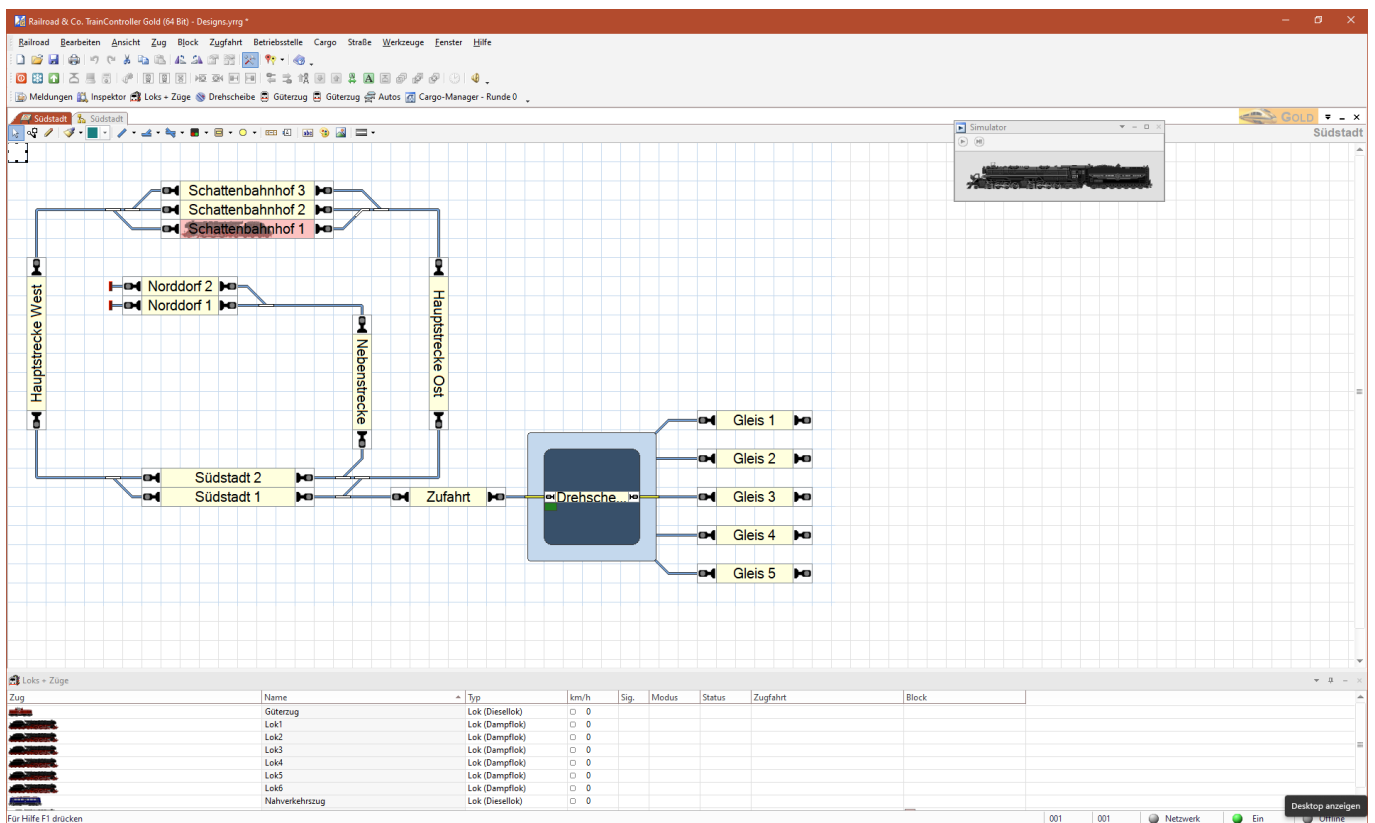 Railroad & Co. TrainController Gold (64 Bit) - Designs.yrrg *
Railroad Bearbeiten Ansicht Zug Block Zugfahrt Betriebsstelle Cargo Straße Werkzeuge Fenster Hilfe
Meldungen Inspektor Loks + Züge Drehscheibe Güterzug Güterzug Autos Cargo-Manager - Runde 0
Südstadt Südstadt GOLD
Südstadt
Simulator
Schattenbahnhof 3
Schattenbahnhof 2
Schattenbahnhof 1
Hauptstrecke West
Norddorf 2
Norddorf 1
Nebenstrecke
Hauptstrecke Ost
Südstadt 2
Südstadt 1
Zufahrt
Drehsche...
Gleis 1
Gleis 2
Gleis 3
Gleis 4
Gleis 5
Loks + Züge
Zug Name Typ km/h Sig. Modus Status Zugfahrt Block
Güterzug Lok (Diesellok) 0
Lok1 Lok (Dampflok) 0
Lok2 Lok (Dampflok) 0
Lok3 Lok (Dampflok) 0
Lok4 Lok (Dampflok) 0
Lok5 Lok (Dampflok) 0
Lok6 Lok (Dampflok) 0
Nahverkehrszug Lok (Diesellok) 0
Desktop anzeigen
Für Hilfe F1 drücken 001 001 Netzwerk Ein Offline